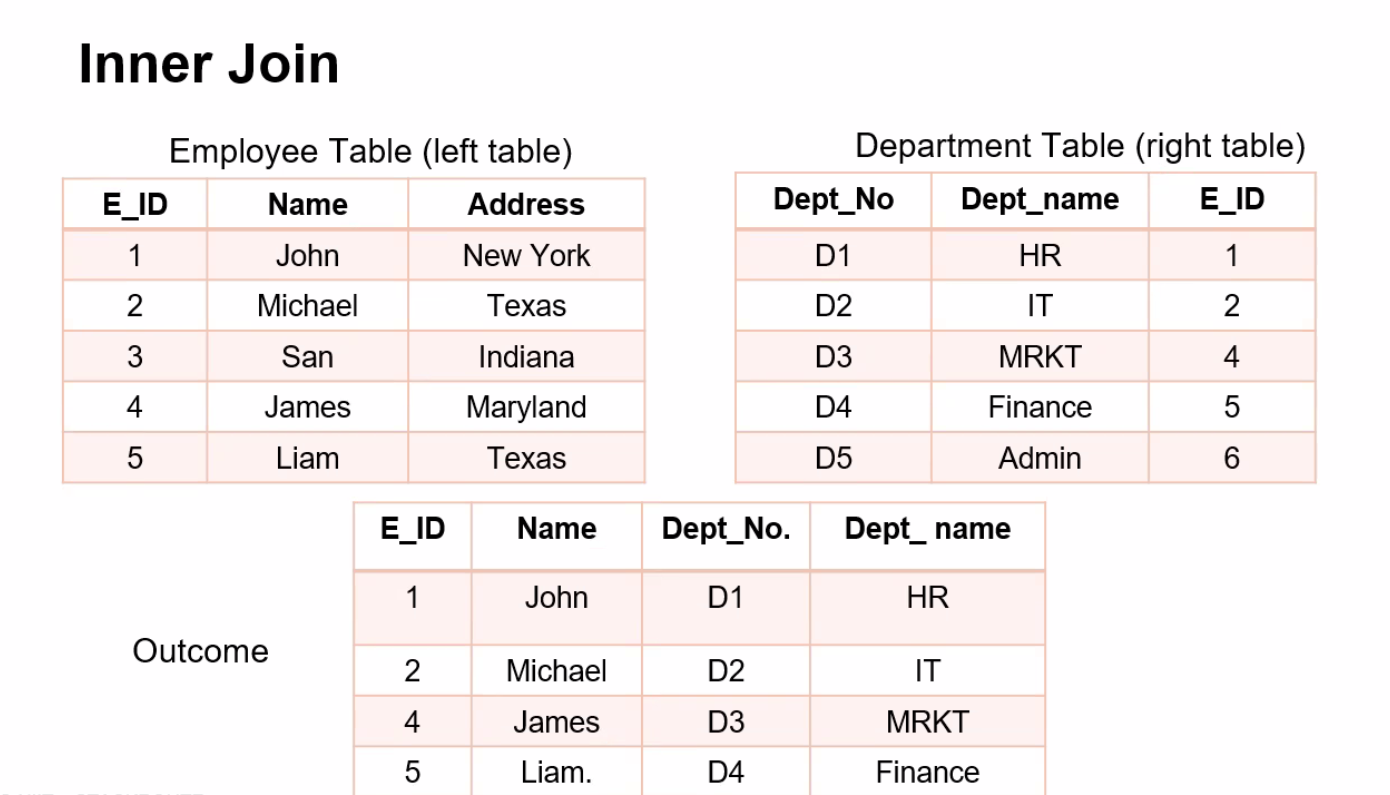 Inner Join
Employee Table (left table)
E_ID Name Address
1 John New York
2 Michael Texas
3 San Indiana
4 James Maryland
5 Liam Texas
Department Table (right table)
Dept_No Dept_name E_ID
D1 HR 1
D2 IT 2
D3 MRKT 4
D4 Finance 5
D5 Admin 6
Outcome
E_ID Name Dept_No. Dept_ name
1 John D1 HR
2 Michael D2 IT
4 James D3 MRKT
5 Liam. D4 Finance